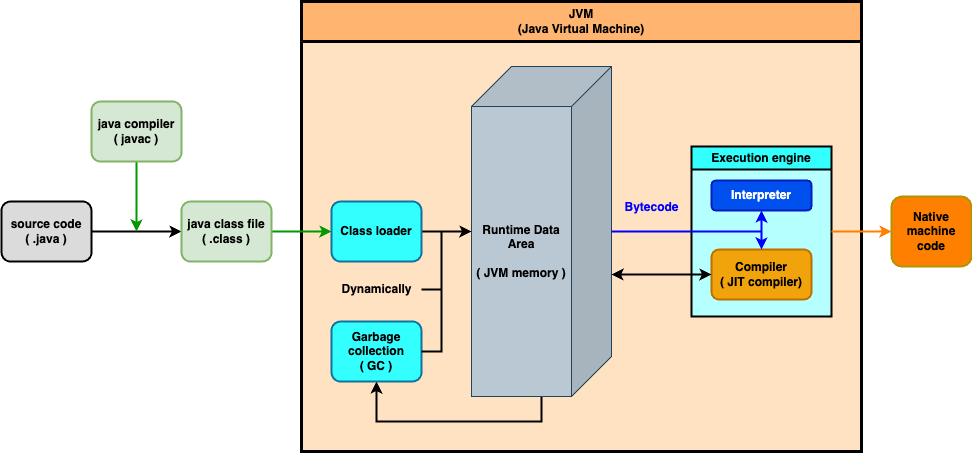 JVM
(Java Virtual Machine)
java compiler
( javac )
source code
( .java )
java class file
( .class )
Class loader
Dynamically
Garbage
collection
( GC )
Runtime Data
Area
( JVM memory )
Bytecode
Execution engine
Interpreter
Compiler
( JIT compiler)
Native
machine
code